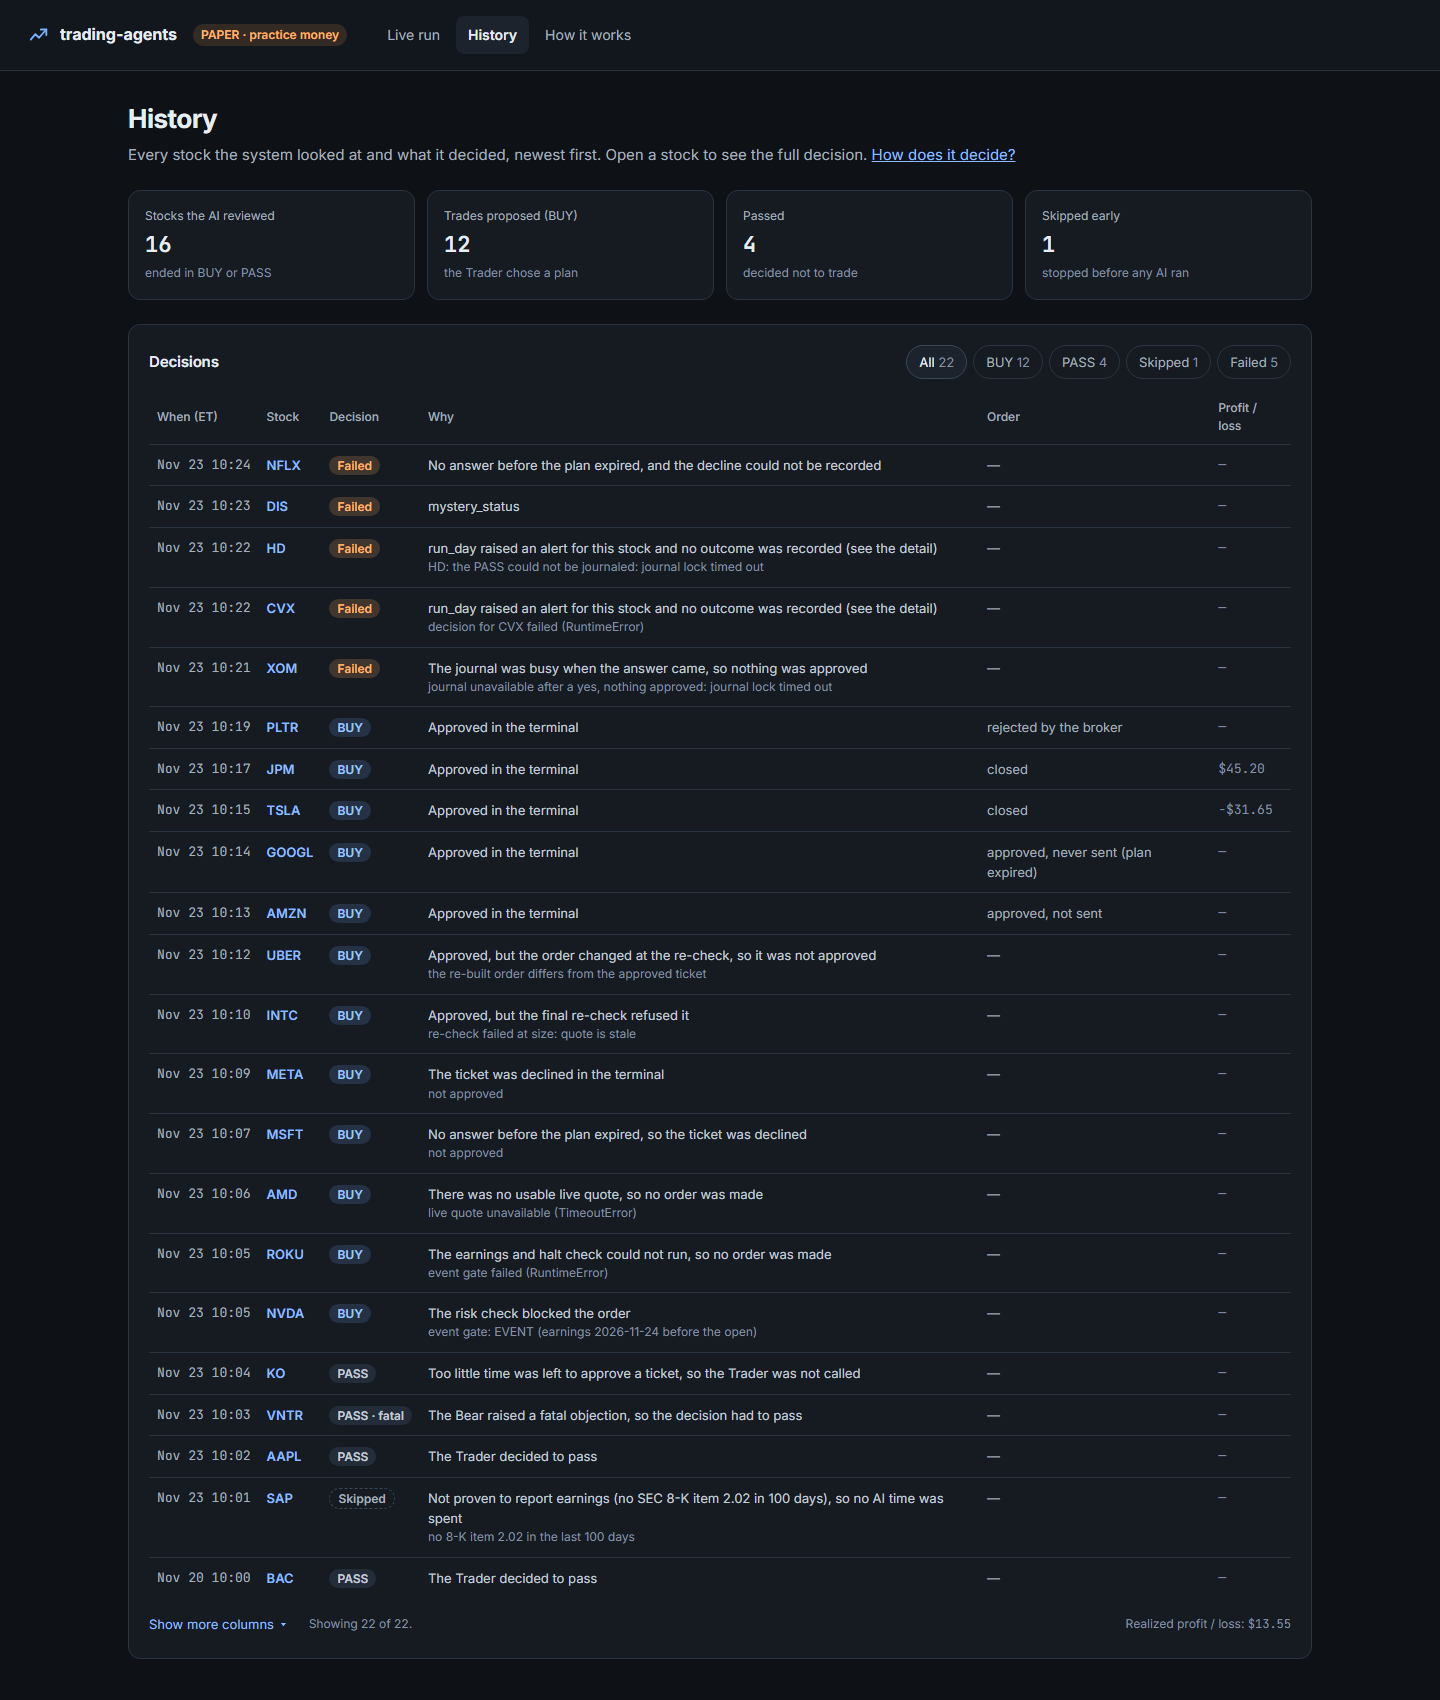 trading-agents PAPER · practice money Live run History How it works
History
Every stock the system looked at and what it decided, newest first. Open a stock to see the full decision. How does it decide?
Stocks the AI reviewed
16
ended in BUY or PASS
Trades proposed (BUY)
12
the Trader chose a plan
Passed
4
decided not to trade
Skipped early
1
stopped before any AI ran
Decisions All 22 BUY 12 PASS 4 Skipped 1 Failed 5
When (ET) Stock Decision Why Order Profit /
loss
Nov 23 10:24 NFLX Failed No answer before the plan expired, and the decline could not be recorded — —
Nov 23 10:23 DIS Failed mystery_status — —
Nov 23 10:22 HD Failed run_day raised an alert for this stock and no outcome was recorded (see the detail) — —
HD: the PASS could not be journaled: journal lock timed out
Nov 23 10:22 CVX Failed run_day raised an alert for this stock and no outcome was recorded (see the detail) — —
decision for CVX failed (RuntimeError)
Nov 23 10:21 XOM Failed The journal was busy when the answer came, so nothing was approved — —
journal unavailable after a yes, nothing approved: journal lock timed out
Nov 23 10:19 PLTR BUY Approved in the terminal rejected by the broker —
Nov 23 10:17 JPM BUY Approved in the terminal closed $45.20
Nov 23 10:15 TSLA BUY Approved in the terminal closed -$31.65
Nov 23 10:14 GOOGL BUY Approved in the terminal approved, never sent (plan —
expired)
Nov 23 10:13 AMZN BUY Approved in the terminal approved, not sent —
Nov 23 10:12 UBER BUY Approved, but the order changed at the re-check, so it was not approved — —
the re-built order differs from the approved ticket
Nov 23 10:10 INTC BUY Approved, but the final re-check refused it — —
re-check failed at size: quote is stale
Nov 23 10:09 META BUY The ticket was declined in the terminal — —
not approved
Nov 23 10:07 MSFT BUY No answer before the plan expired, so the ticket was declined — —
not approved
Nov 23 10:06 AMD BUY There was no usable live quote, so no order was made — —
live quote unavailable (TimeoutError)
Nov 23 10:05 ROKU BUY The earnings and halt check could not run, so no order was made — —
event gate failed (RuntimeError)
Nov 23 10:05 NVDA BUY The risk check blocked the order — —
event gate: EVENT (earnings 2026-11-24 before the open)
Nov 23 10:04 KO PASS Too little time was left to approve a ticket, so the Trader was not called — —
Nov 23 10:03 VNTR PASS · fatal The Bear raised a fatal objection, so the decision had to pass — —
Nov 23 10:02 AAPL PASS The Trader decided to pass — —
Nov 23 10:01 SAP Skipped Not proven to report earnings (no SEC 8-K item 2.02 in 100 days), so no AI time was — —
spent
no 8-K item 2.02 in the last 100 days
Nov 20 10:00 BAC PASS The Trader decided to pass — —
Show more columns Showing 22 of 22. Realized profit / loss: $13.55